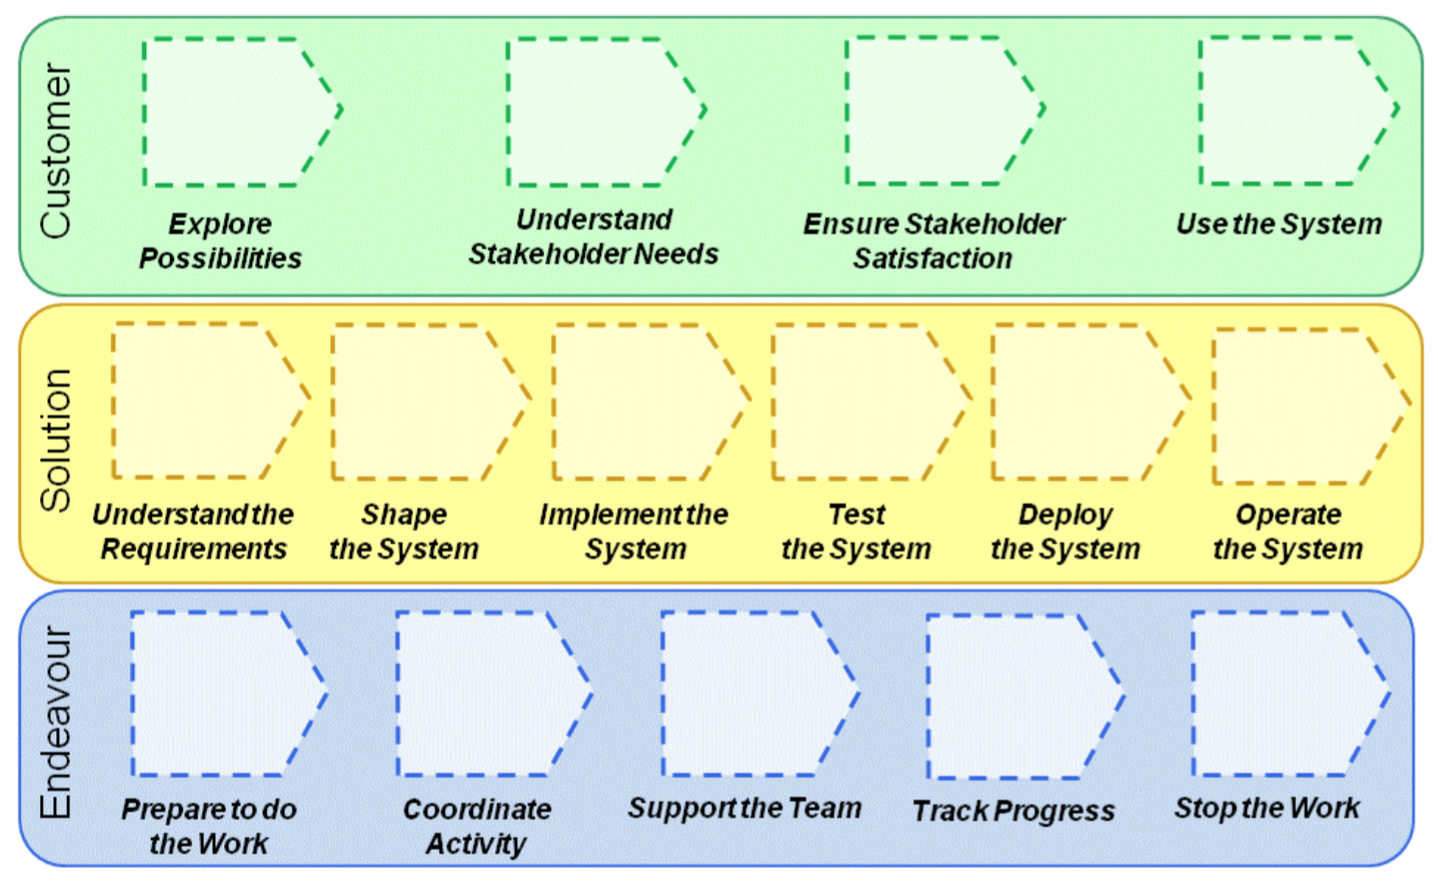 Customer
Explore
Possibilities
Understand
Stakeholder Needs
Ensure Stakeholder
Satisfaction
Use the System
Solution
Understand the
Requirements
Shape
the System
Implement the
System
Test
the System
Deploy
the System
Operate
the System
Endeavour
Prepare to do
the Work
Coordinate
Activity
Support the Team
Track Progress
Stop the Work